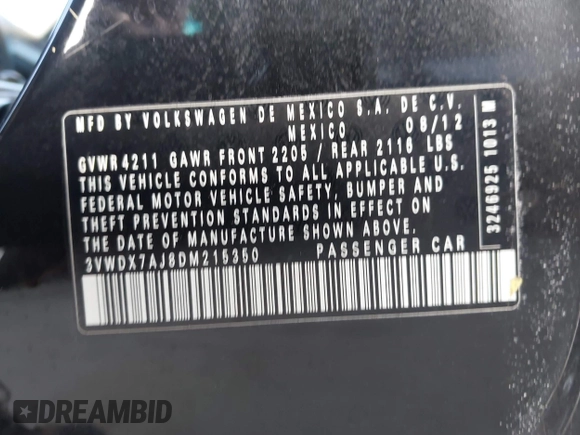 MFD BY VOLKSWAGEN DE MEXICO S.A. DE C.V.
MEXICO 08/12
GVWR 4211 GAWR FRONT 2205 / REAR 2116 LBS
THIS VEHICLE CONFORMS TO ALL APPLICABLE U.S.
FEDERAL MOTOR VEHICLE SAFETY, BUMPER AND
THEFT PREVENTION STANDARDS IN EFFECT ON
THE DATE OF MANUFACTURE SHOWN ABOVE.
3VWDX7AJ8DM215350 PASSENGER CAR
3246925 1013 M
DREAMBID